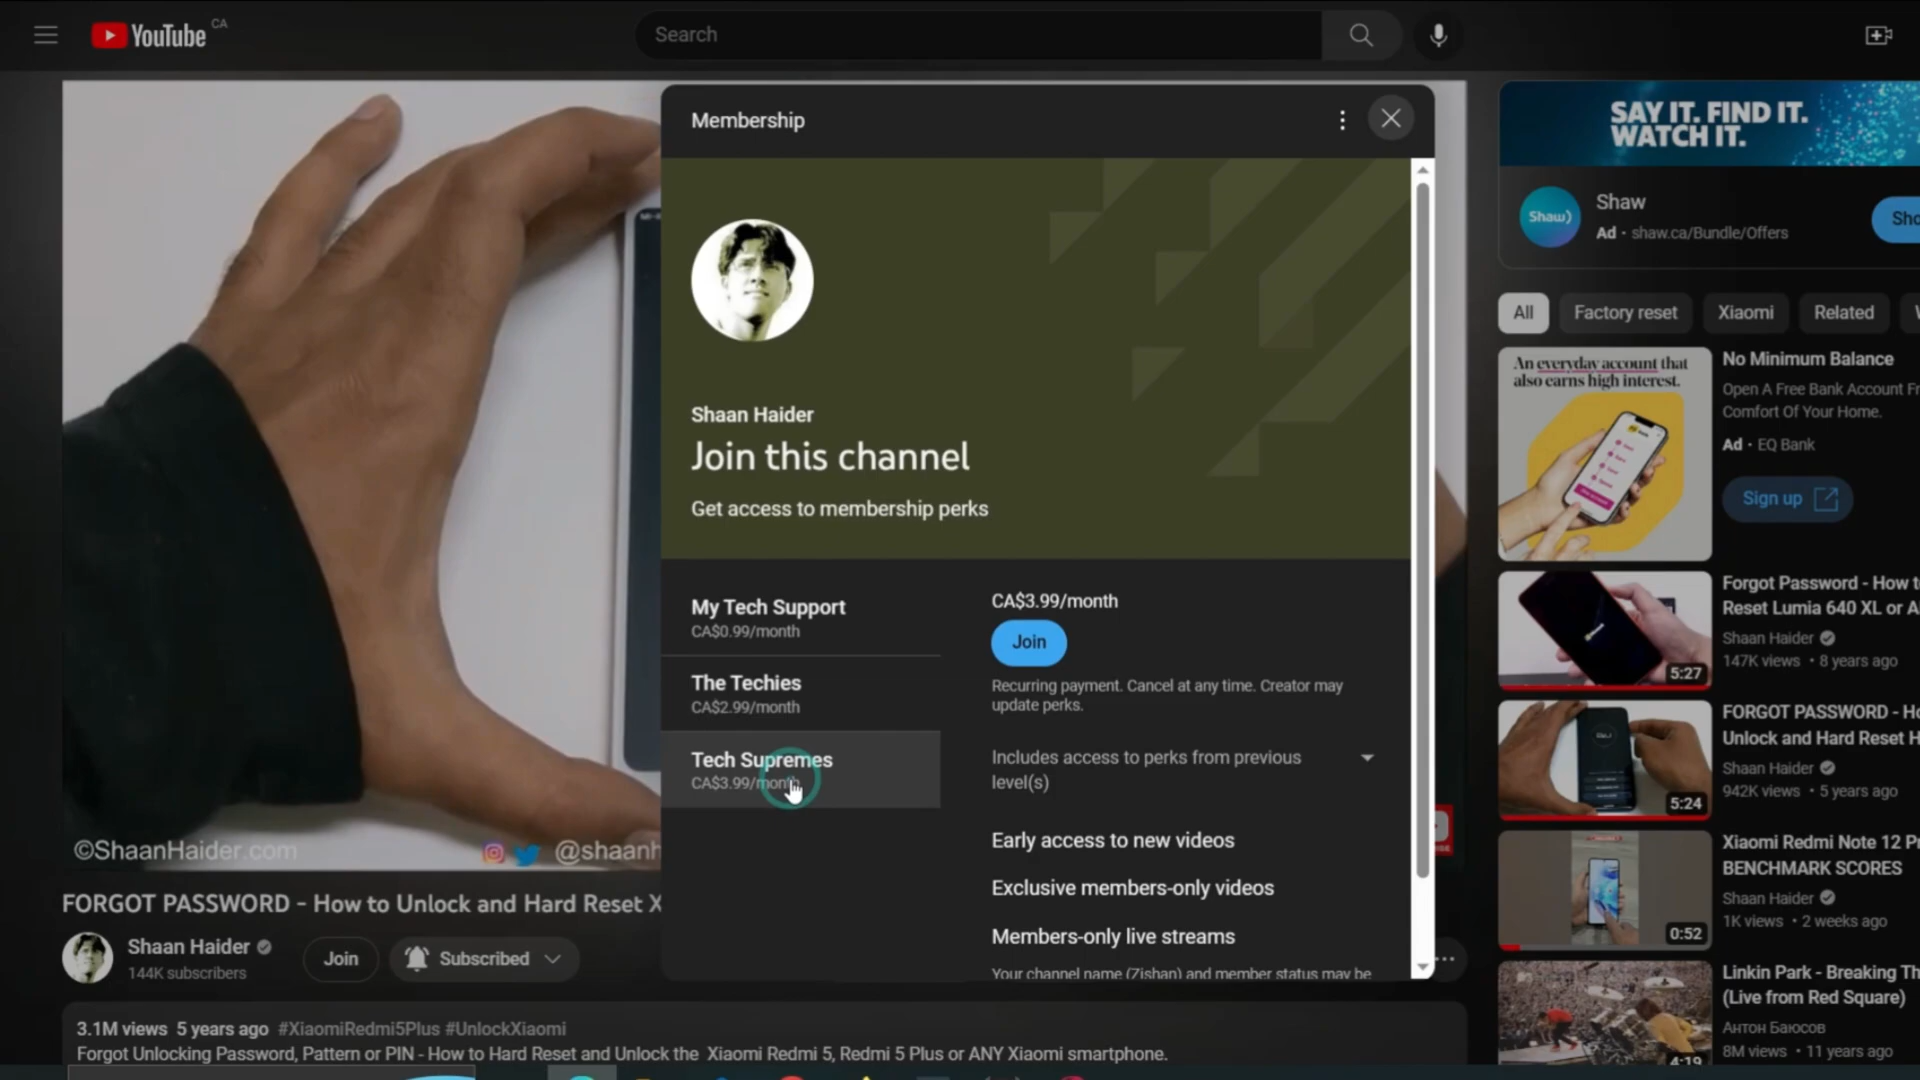 YouTube CA
Search
Membership
Shaan Haider
Join this channel
Get access to membership perks
My Tech Support
CA$0.99/month
The Techies
CA$2.99/month
Tech Supremes
CA$3.99/month
CA$3.99/month
Join
Recurring payment. Cancel at any time. Creator may
update perks.
Includes access to perks from previous
level(s)
Early access to new videos
Exclusive members-only videos
Members-only live streams
Your channel name (Zishan) and member status may be
©ShaanHaider.com
@shaanh
FORGOT PASSWORD - How to Unlock and Hard Reset X
Shaan Haider
144K subscribers
Join
Subscribed
3.1M views 5 years ago #XiaomiRedmi5Plus #UnlockXiaomi
Forgot Unlocking Password, Pattern or PIN - How to Hard Reset and Unlock the Xiaomi Redmi 5, Redmi 5 Plus or ANY Xiaomi smartphone.
SAY IT. FIND IT.
WATCH IT.
Shaw)
Shaw
Ad · shaw.ca/Bundle/Offers
Sho
All
Factory reset
Xiaomi
Related
An everyday account that
also earns high interest.
No Minimum Balance
Open A Free Bank Account Fr
Comfort Of Your Home.
Ad · EQ Bank
Sign up
Forgot Password - How to
Reset Lumia 640 XL or A
Shaan Haider
147K views • 8 years ago
5:27
FORGOT PASSWORD - Ho
Unlock and Hard Reset H
Shaan Haider
942K views • 5 years ago
5:24
Xiaomi Redmi Note 12 P
BENCHMARK SCORES
Shaan Haider
1K views • 2 weeks ago
0:52
Linkin Park - Breaking Th
(Live from Red Square)
Антон Баюсов
8M views • 11 years ago
4:19